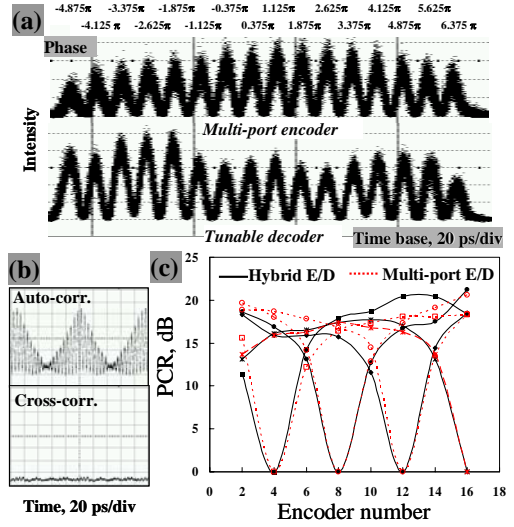 -4.875π -3.375π -1.875π -0.375π 1.125π 2.625π 4.125π 5.625π
(a) -4.125 π -2.625π -1.125π 0.375π 1.875π 3.375π 4.875π 6.375 π
Phase
Intensity
Multi-port encoder
Tunable decoder
Time base, 20 ps/div
(b)
Auto-corr.
Cross-corr.
Time, 20 ps/div
(c)
Hybrid E/D Multi-port E/D
PCR, dB
25
20
15
10
5
0
0 2 4 6 8 10 12 14 16 18
Encoder number